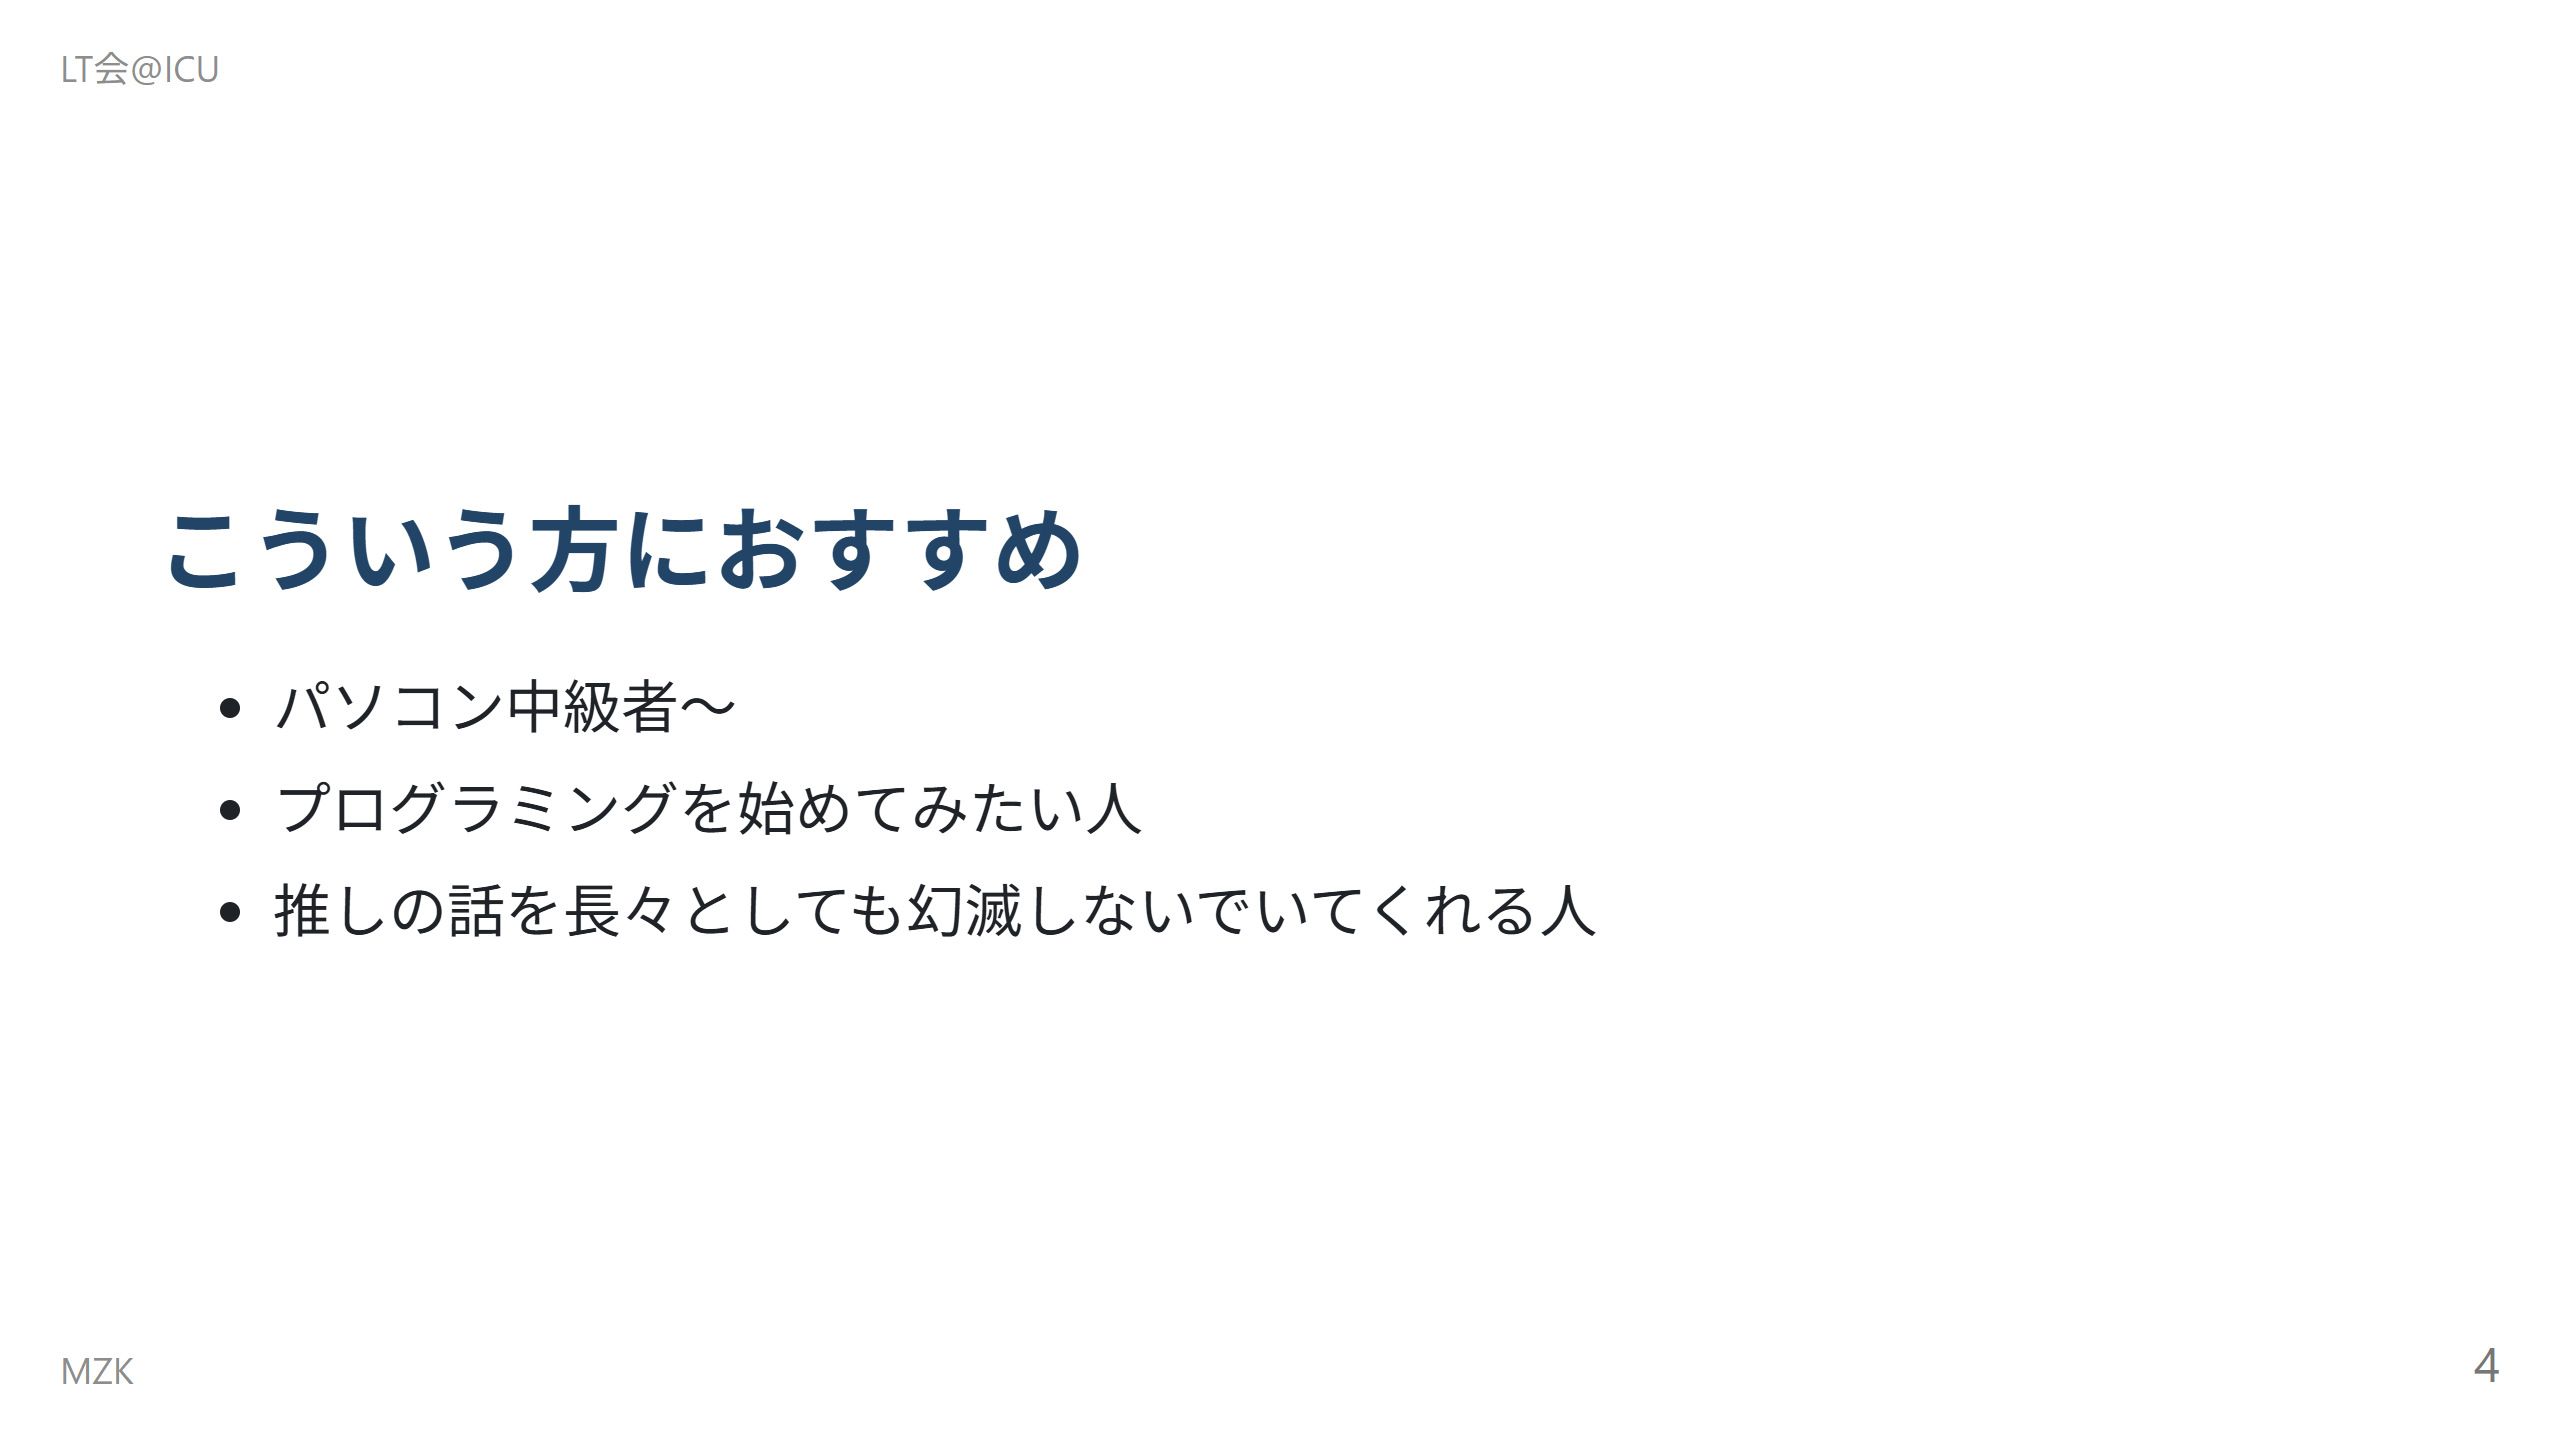 LT会@ICU
こういう方におすすめ
• パソコン中級者～
• プログラミングを始めてみたい人
• 推しの話を長々としても幻滅しないでいてくれる人
MZK
4